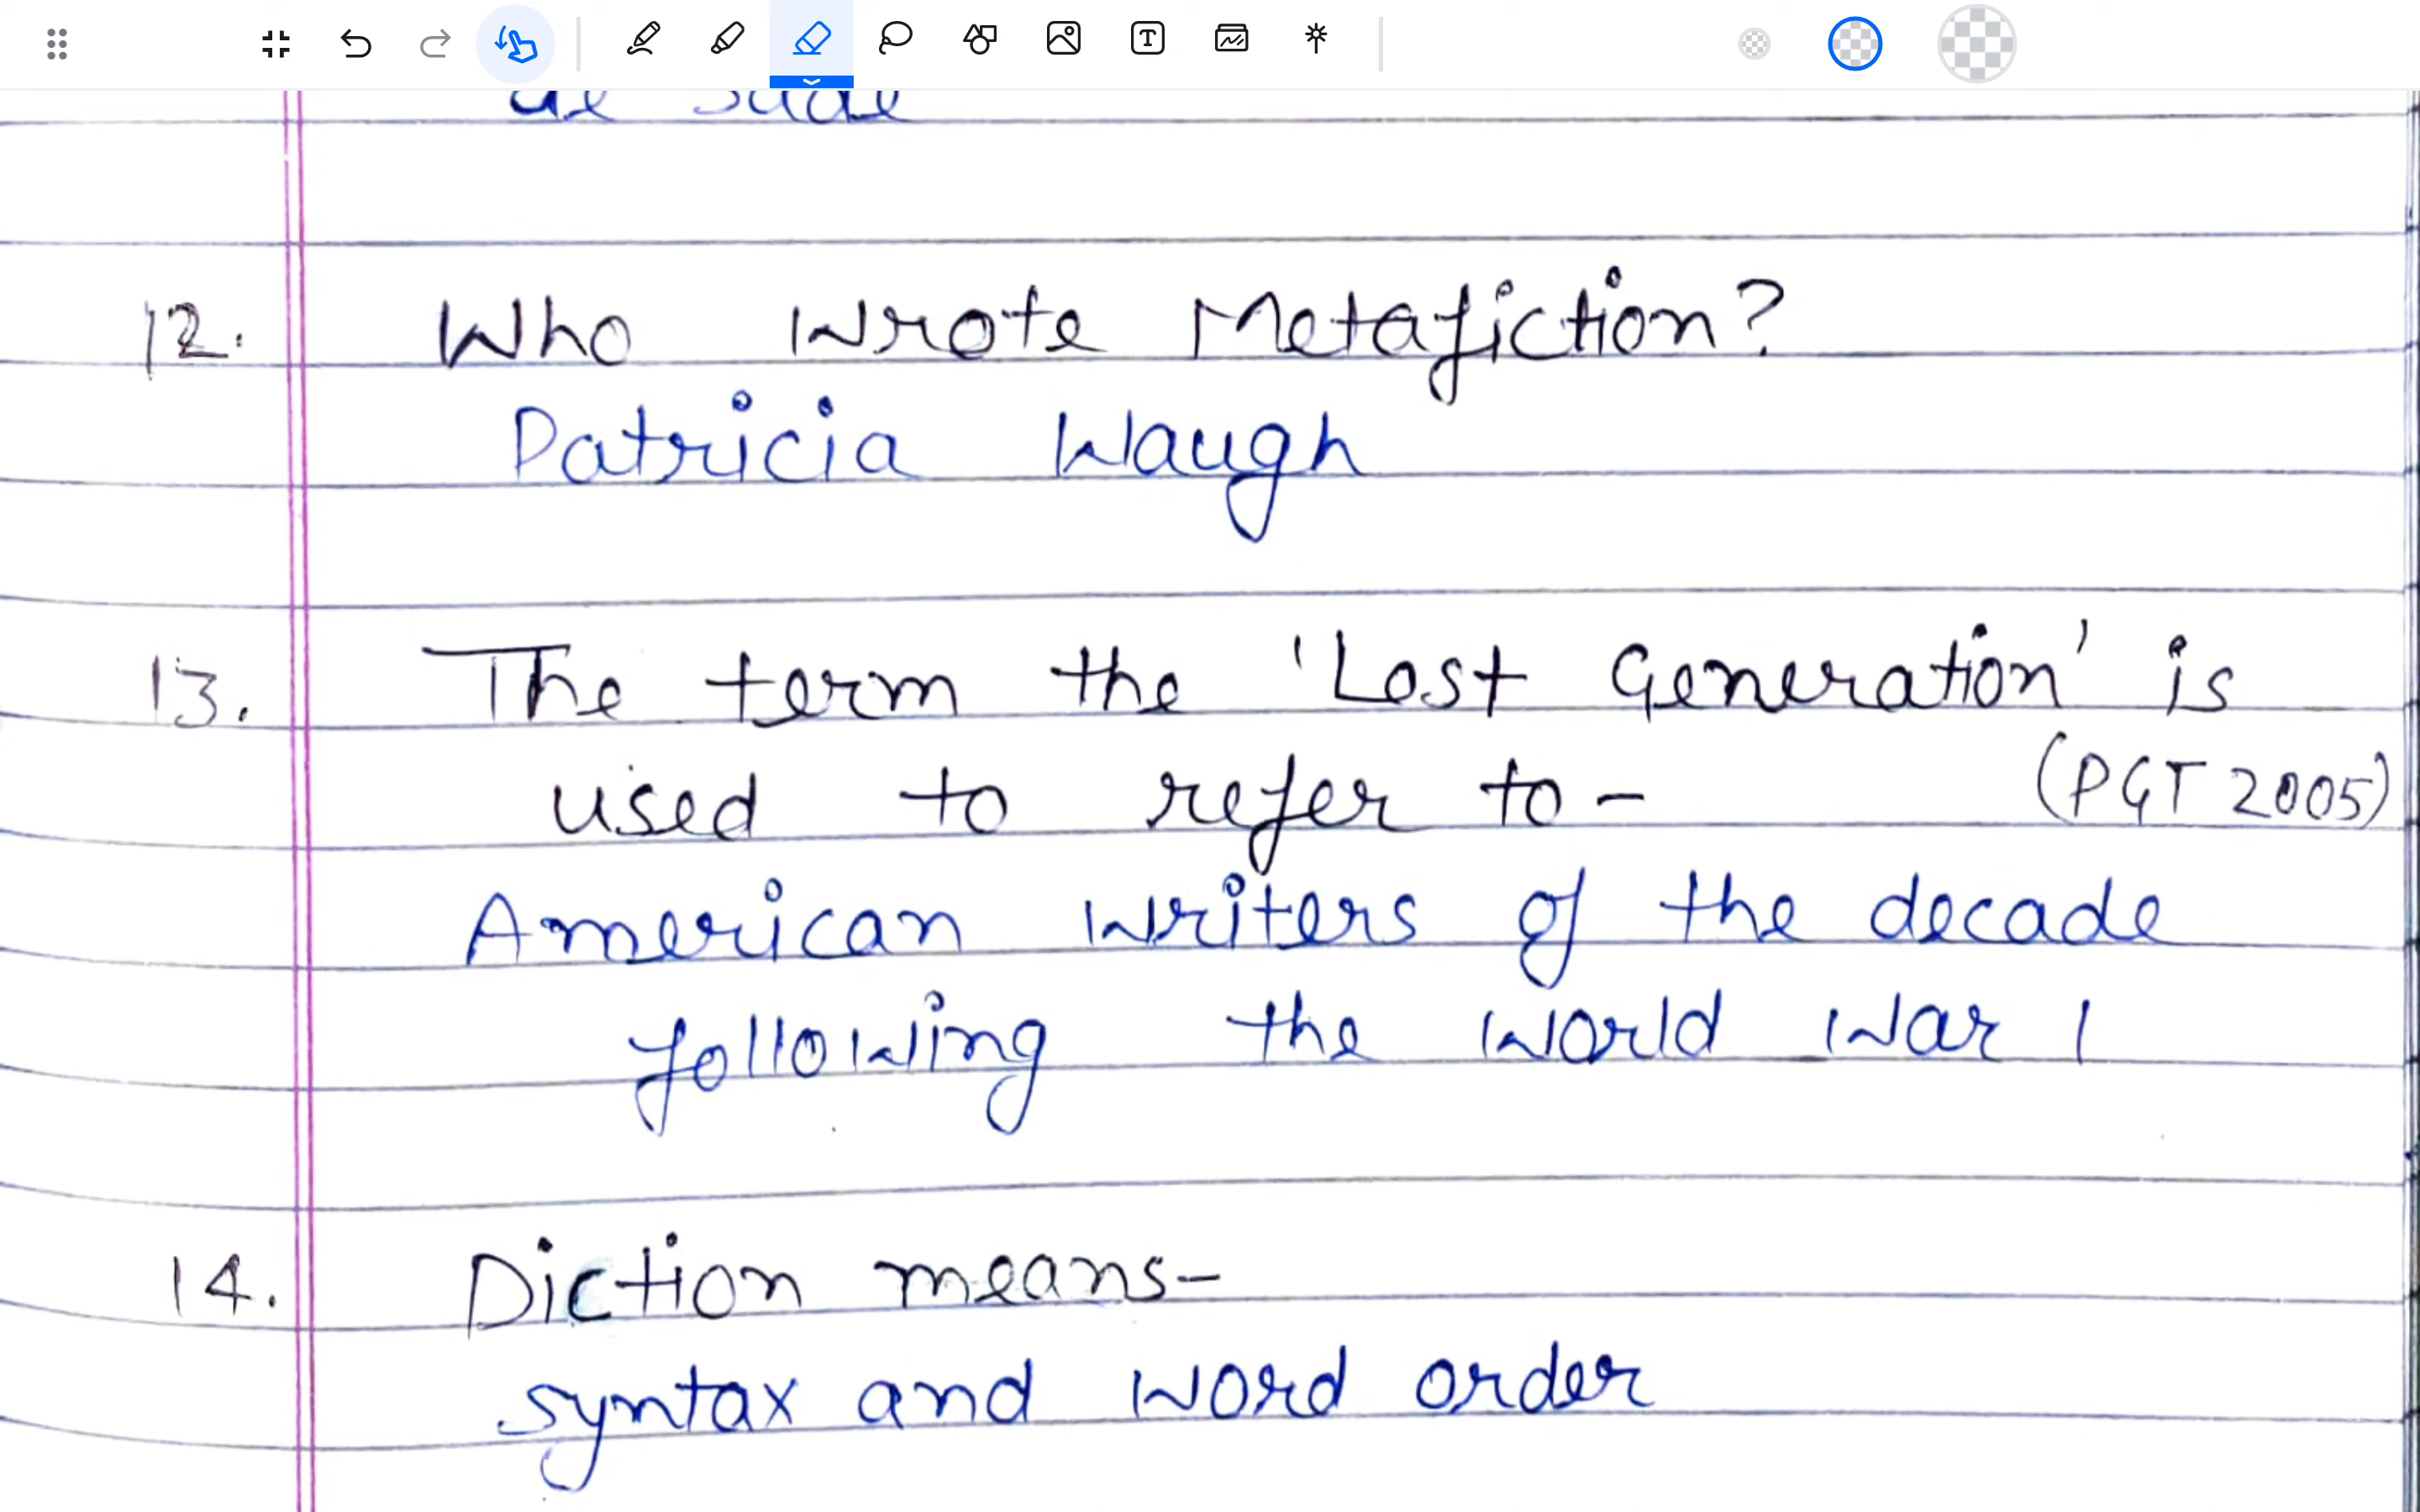 12. Who wrote Metafiction?
Patricia Waugh
13. The term the 'Lost Generation' is
used to refer to - (PGT 2005)
American writers of the decade
following the world war 1
14. Diction means-
syntax and word order